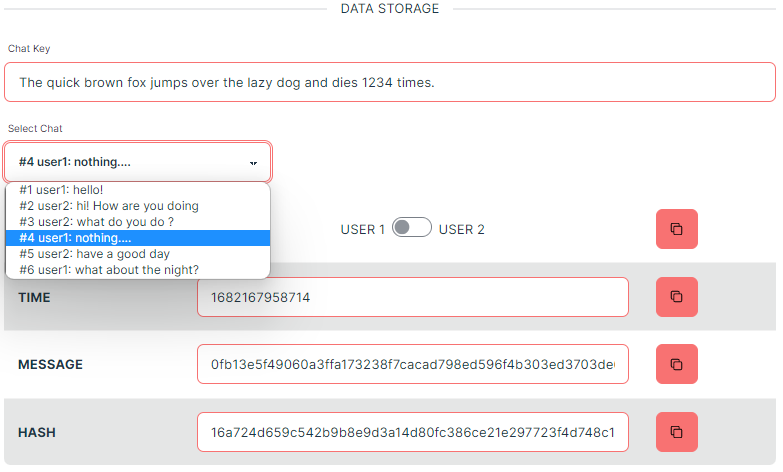 DATA STORAGE
Chat Key
The quick brown fox jumps over the lazy dog and dies 1234 times.
Select Chat
#4 user1: nothing....
#1 user1: hello!
#2 user2: hi! How are you doing
#3 user2: what do you do ?
#4 user1: nothing....
#5 user2: have a good day
#6 user1: what about the night?
USER 1 USER 2
TIME 1682167958714
MESSAGE 0fb13e5f49060a3ffa173238f7cacad798ed596f4b303ed3703de
HASH 16a724d659c542b9b8e9d3a14d80fc386ce21e297723f4d748c1